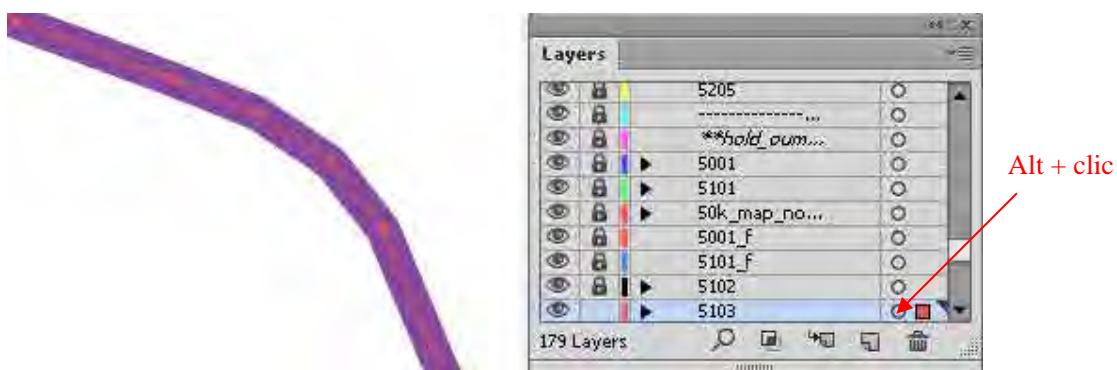 Layers
5205
--------------...
**hold_oum...
5001
5101
50k_map_no...
5001_f
5101_f
5102
5103
179 Layers
Alt + clic